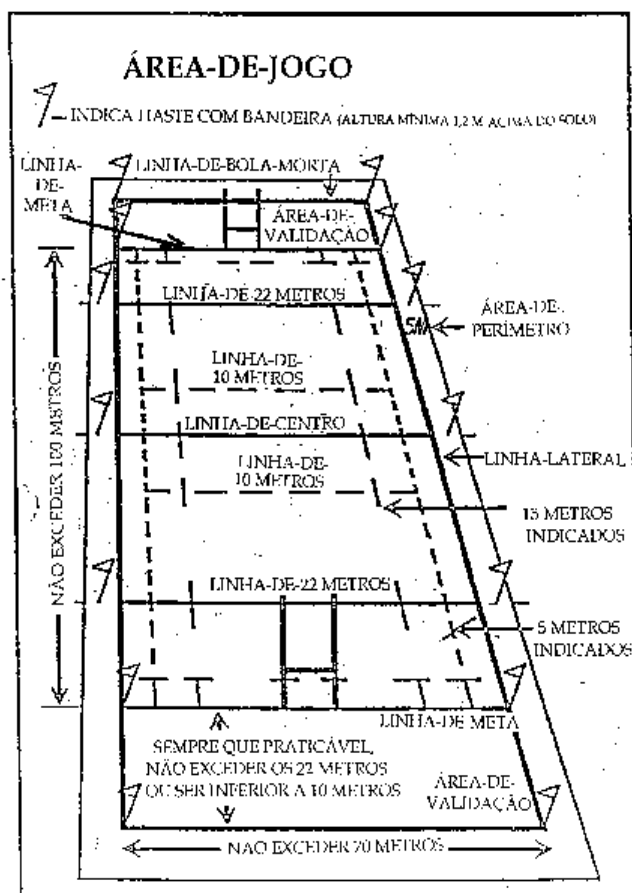 ÁREA-DE-JOGO
INDICA HASTE COM BANDEIRA (ALTURA MÍNIMA 1,2 M ACIMA DO SOLO)
LINHA-
DE-
META
LINHA-DE-BOLA-MORTA
ÁREA-DE-
VALIDAÇÃO
LINHA-DE-22 METROS
5M
ÁREA-DE-
PERÍMETRO
LINHA-DE-
10 METROS
LINHA-DE-CENTRO
LINHA-DE-
10 METROS
LINHA-LATERAL
NÃO EXCEDER 100 METROS
15 METROS
INDICADOS
LINHA-DE-22 METROS
5 METROS
INDICADOS
LINHA-DE META
SEMPRE QUE PRATICÁVEL,
NÃO EXCEDER OS 22 METROS
OU SER INFERIOR A 10 METROS
ÁREA-DE-
VALIDAÇÃO
NAO EXCEDER 70 METROS